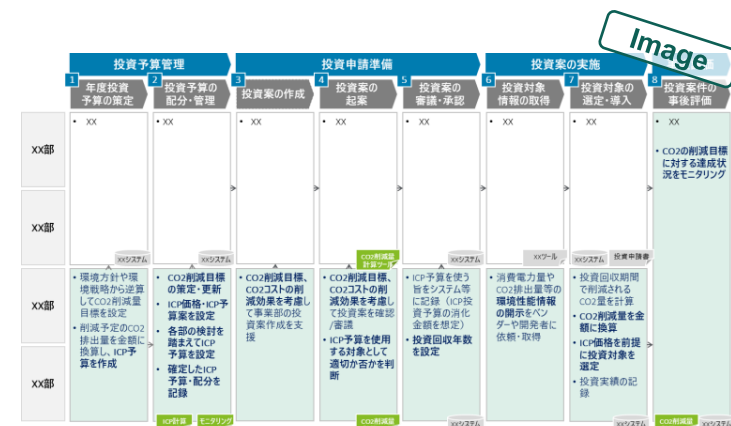 Image
投資予算管理
投資申請準備
投資案の実施
1
年度投資
予算の策定
2
投資予算の
配分・管理
3
投資案の作成
4
投資案の
起案
5
投資案の
審議・承認
6
投資対象
情報の取得
7
投資対象の
選定・導入
8
投資案件の
事後評価
XX部
XX部
XX部
XX部
• XX
XXシステム
• 環境方針や環
境戦略から逆算
してCO2削減量
目標を設定
• 削減予定のCO2
排出量を金額に
換算し、ICP予
算を作成
• XX
XXシステム
• CO2削減目標
の策定・更新
• ICP価格・ICP予
算案を設定
• 各部の検討を
踏まえてICP
予算を設定
• 確定したICP
予算・配分を
記録
ICP計算
モニタリング
• XX
• CO2削減目標、
CO2コストの削
減効果を考慮し
て事業部の投
資案作成を支
援
• XX
CO2削減量
計算ツール
• CO2削減目標、
CO2コストの削
減効果を考慮し
て投資案を確認
/審議
• ICP予算を使用
する対象として
適切か否かを判
断
CO2削減量
• XX
XXシステム
• ICP予算を使う
旨をシステム等
に記録（ICP投
資予算の消化
金額を想定）
• 投資回収年数
を設定
XXシステム
• XX
XXツール
• 消費電力量や
CO2排出量等の
環境性能情報
の開示をベン
ダーや開発者に
依頼・取得
• XX
XXシステム
投資申請書
• 投資回収期間
で削減される
CO2量を計算
• CO2削減量を金
額に換算
• ICP価格を前提
に投資対象を
選定
• 投資実績の記
録
XXシステム
• XX
• CO2の削減目標
に対する達成状
況をモニタリング
CO2削減量
XXシステム